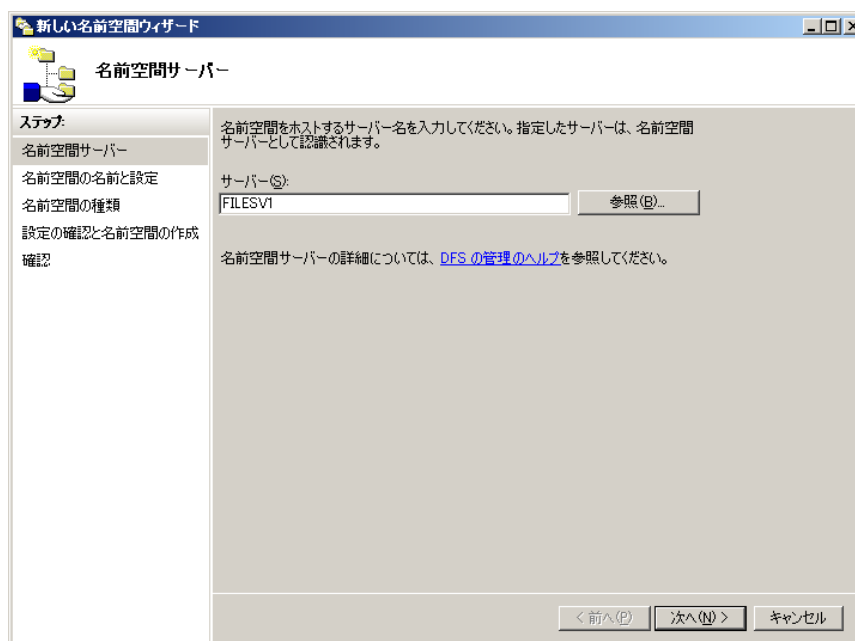 新しい名前空間ウィザード
名前空間サーバー
ステップ:
名前空間サーバー
名前空間の名前と設定
名前空間の種類
設定の確認と名前空間の作成
確認
名前空間をホストするサーバー名を入力してください。指定したサーバーは、名前空間
サーバーとして認識されます。
サーバー(S):
FILESV1
参照(B)...
名前空間サーバーの詳細については、DFS の管理のヘルプを参照してください。
< 前へ(P)
次へ(N) >
キャンセル